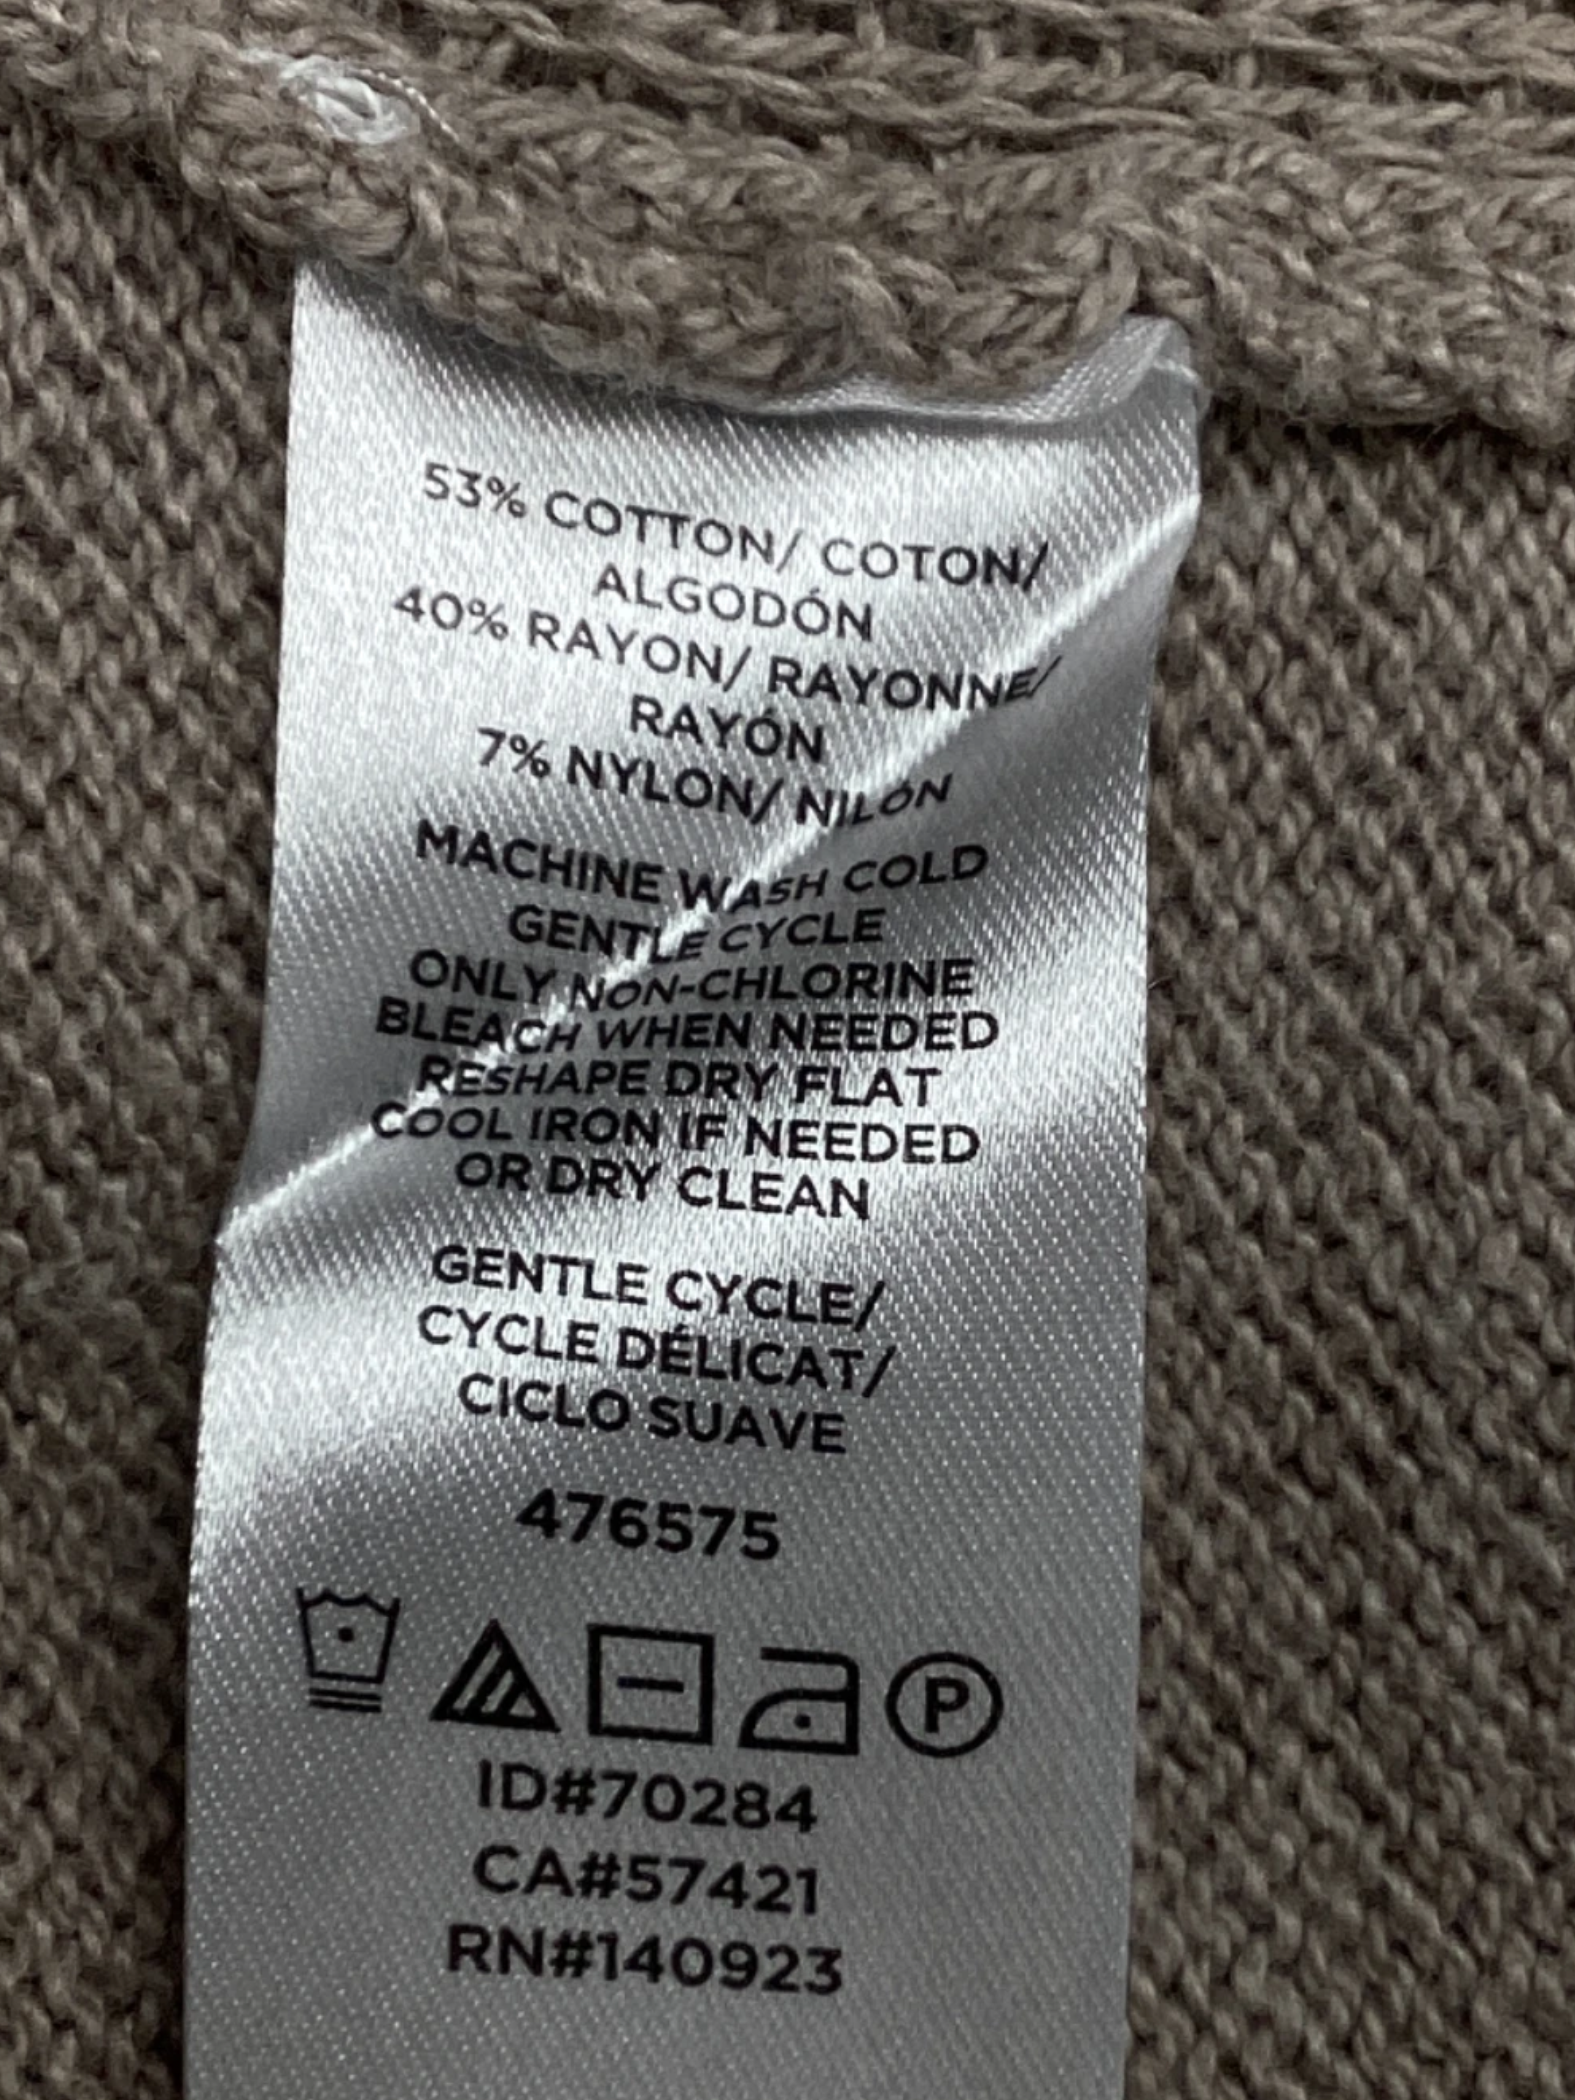 53% COTTON/ COTON/
ALGODÓN
40% RAYON/ RAYONNE/
RAYÓN
7% NYLON/ NILÓN
MACHINE WASH COLD
GENTLE CYCLE
ONLY NON-CHLORINE
BLEACH WHEN NEEDED
RESHAPE DRY FLAT
COOL IRON IF NEEDED
OR DRY CLEAN
GENTLE CYCLE/
CYCLE DÉLICAT/
CICLO SUAVE
476575
P
ID#70284
CA#57421
RN#140923